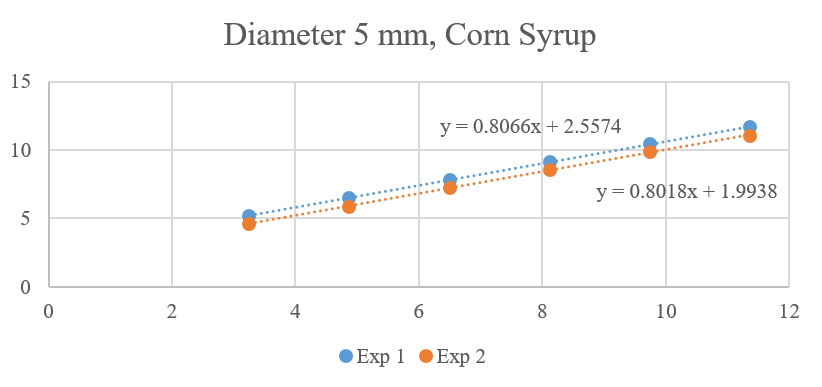 Diameter 5 mm, Corn Syrup
15
y = 0.8066x + 2.5574
10
y = 0.8018x + 1.9938
5
0
0 2 4 6 8 10 12
Exp 1 Exp 2